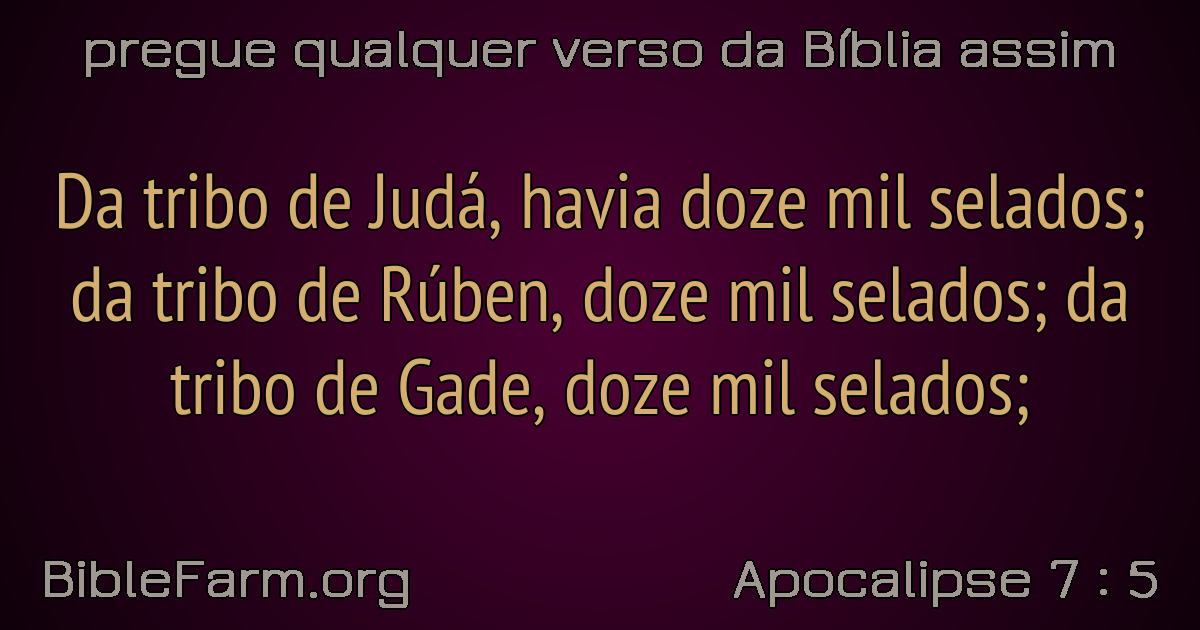 pregue qualquer verso da Bíblia assim
Da tribo de Judá, havia doze mil selados;
da tribo de Rúben, doze mil selados; da
tribo de Gade, doze mil selados;
BibleFarm.org
Apocalipse 7 : 5